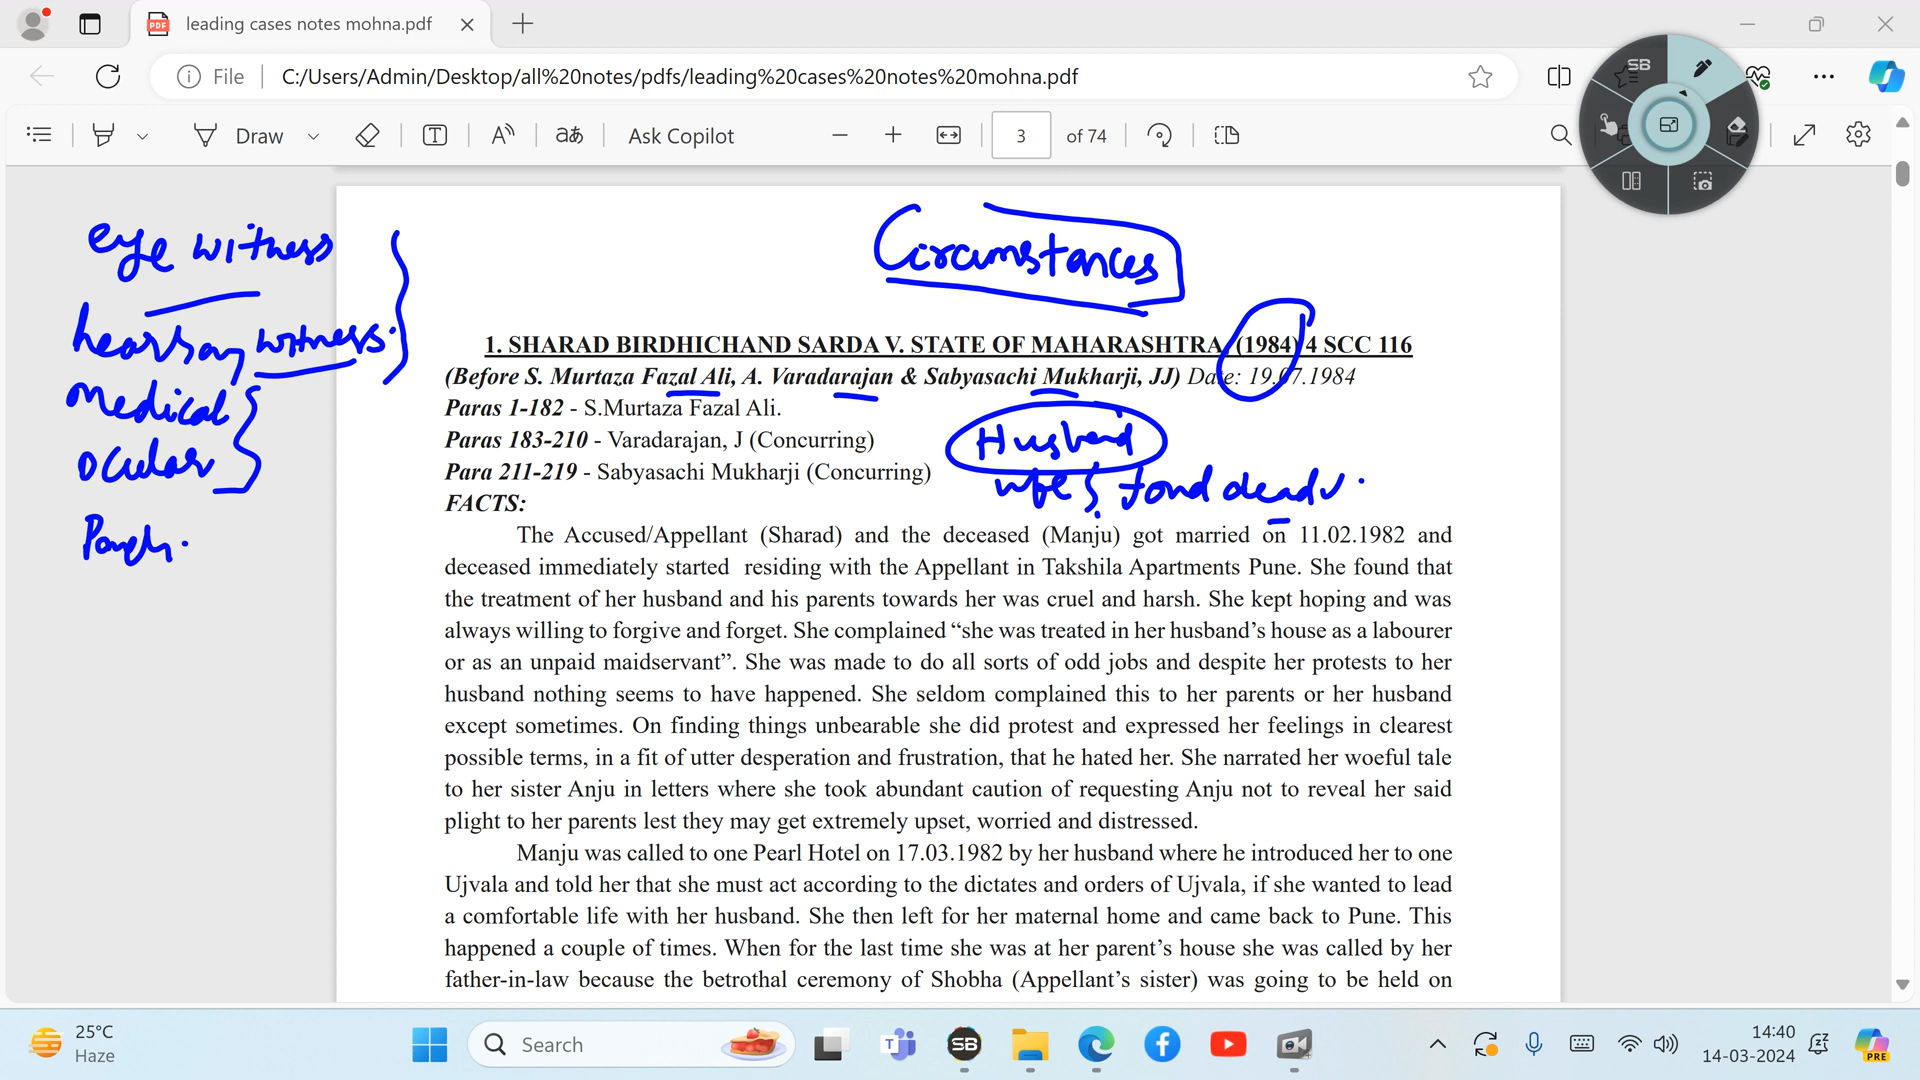 leading cases notes mohna.pdf
File
C:/Users/Admin/Desktop/all%20notes/pdfs/leading%20cases%20notes%20mohna.pdf
SB
Draw
Ask Copilot
3 of 74
Circumstances
eye witness
hearsay witness.
medical
ocular
1. SHARAD BIRDHICHAND SARDA V. STATE OF MAHARASHTRA, (1984) 4 SCC 116
(Before S. Murtaza Fazal Ali, A. Varadarajan & Sabyasachi Mukharji, JJ) Date: 19.07.1984
Paras 1-182 - S.Murtaza Fazal Ali.
Paras 183-210 - Varadarajan, J (Concurring)
Husband
Para 211-219 - Sabyasachi Mukharji (Concurring)
wife found dead
FACTS:
The Accused/Appellant (Sharad) and the deceased (Manju) got married on 11.02.1982 and
deceased immediately started residing with the Appellant in Takshila Apartments Pune. She found that
the treatment of her husband and his parents towards her was cruel and harsh. She kept hoping and was
always willing to forgive and forget. She complained “she was treated in her husband’s house as a labourer
or as an unpaid maidservant”. She was made to do all sorts of odd jobs and despite her protests to her
husband nothing seems to have happened. She seldom complained this to her parents or her husband
except sometimes. On finding things unbearable she did protest and expressed her feelings in clearest
possible terms, in a fit of utter desperation and frustration, that he hated her. She narrated her woeful tale
to her sister Anju in letters where she took abundant caution of requesting Anju not to reveal her said
plight to her parents lest they may get extremely upset, worried and distressed.
Manju was called to one Pearl Hotel on 17.03.1982 by her husband where he introduced her to one
Ujvala and told her that she must act according to the dictates and orders of Ujvala, if she wanted to lead
a comfortable life with her husband. She then left for her maternal home and came back to Pune. This
happened a couple of times. When for the last time she was at her parent’s house she was called by her
father-in-law because the betrothal ceremony of Shobha (Appellant’s sister) was going to be held on
25°C
Haze
Search
SB
14:40
14-03-2024
PRE